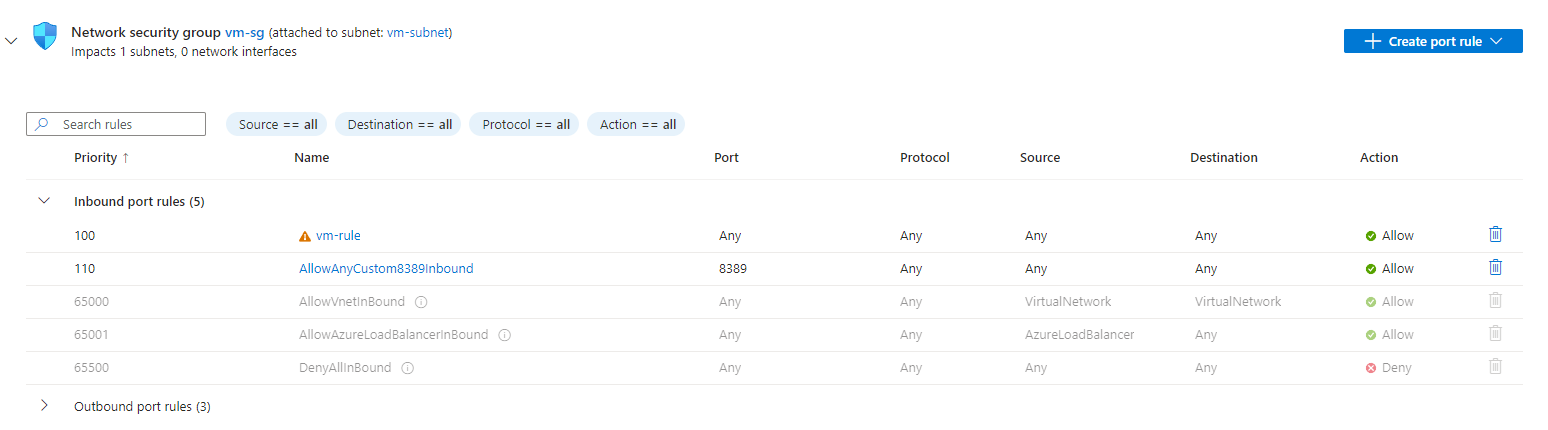 Network security group vm-sg (attached to subnet: vm-subnet)
Impacts 1 subnets, 0 network interfaces
Create port rule
Search rules Source == all Destination == all Protocol == all Action == all
Priority ↑ Name Port Protocol Source Destination Action
Inbound port rules (5)
100 vm-rule Any Any Any Any Allow
110 AllowAnyCustom8389Inbound 8389 Any Any Any Allow
65000 AllowVnetInBound Any Any VirtualNetwork VirtualNetwork Allow
65001 AllowAzureLoadBalancerInBound Any Any AzureLoadBalancer Any Allow
65500 DenyAllInBound Any Any Any Any Deny
Outbound port rules (3)